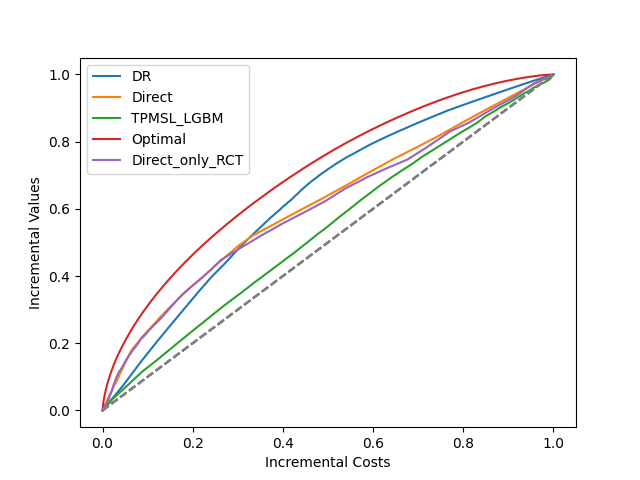 DR
Direct
TPMSL_LGBM
Optimal
Direct_only_RCT
1.0
0.8
0.6
0.4
0.2
0.0
Incremental Values
0.0 0.2 0.4 0.6 0.8 1.0
Incremental Costs